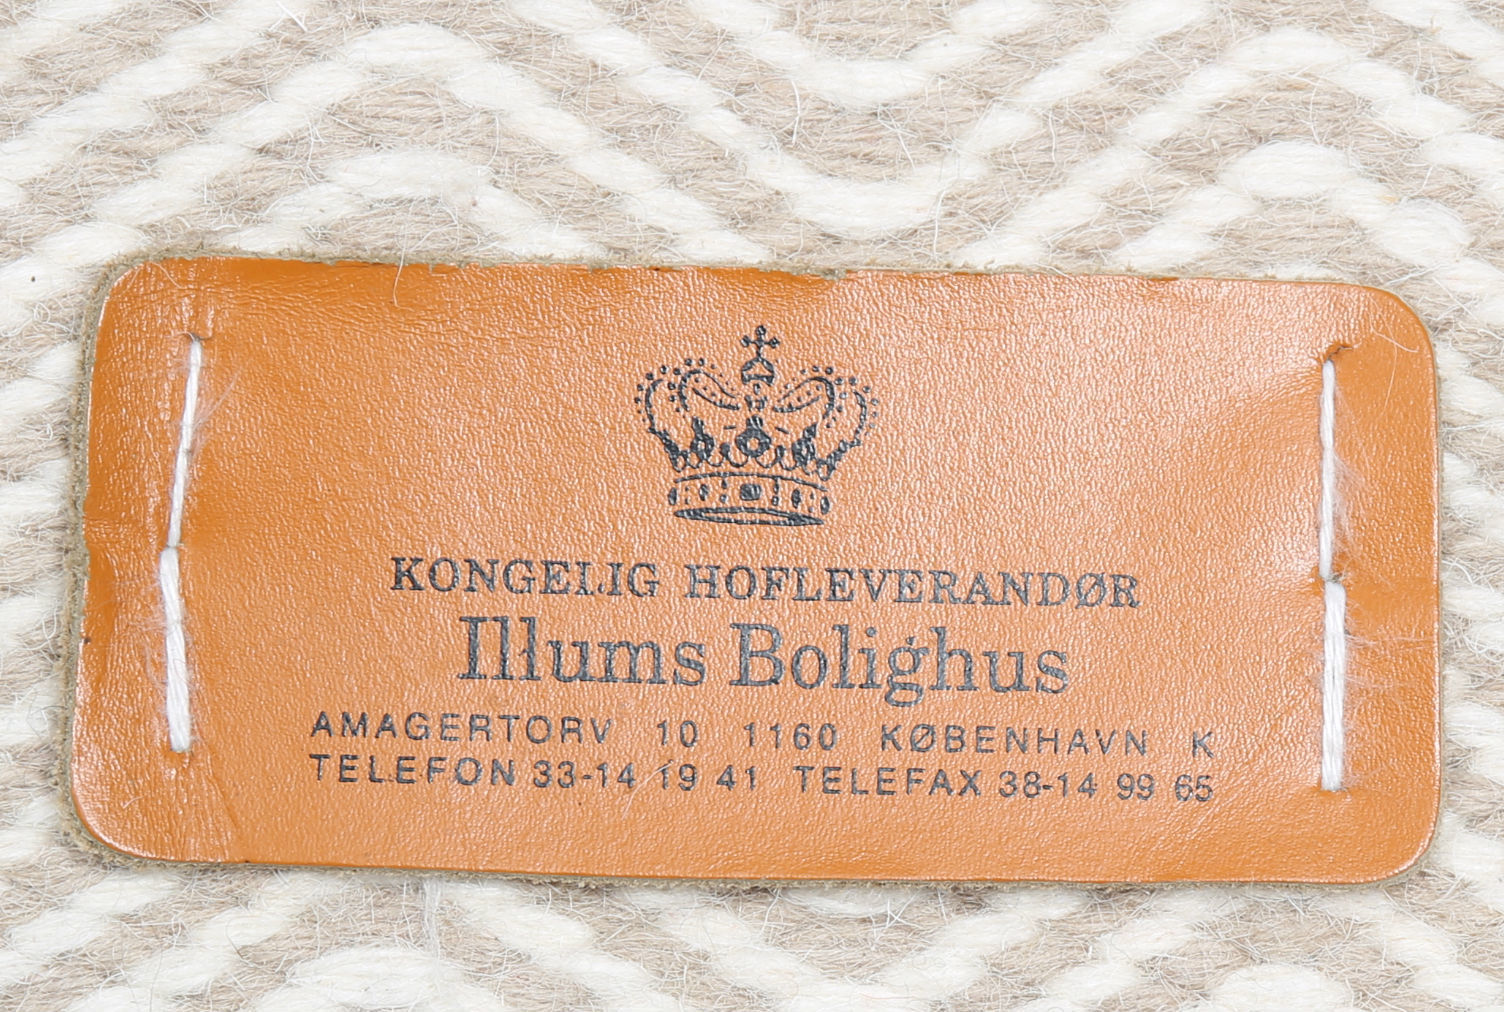 KONGELIG HOFLEVERANDØR
Illums Bolighus
AMAGERTORV 10 1160 KØBENHAVN K
TELEFON 33-14 19 41 TELEFAX 38-14 99 65